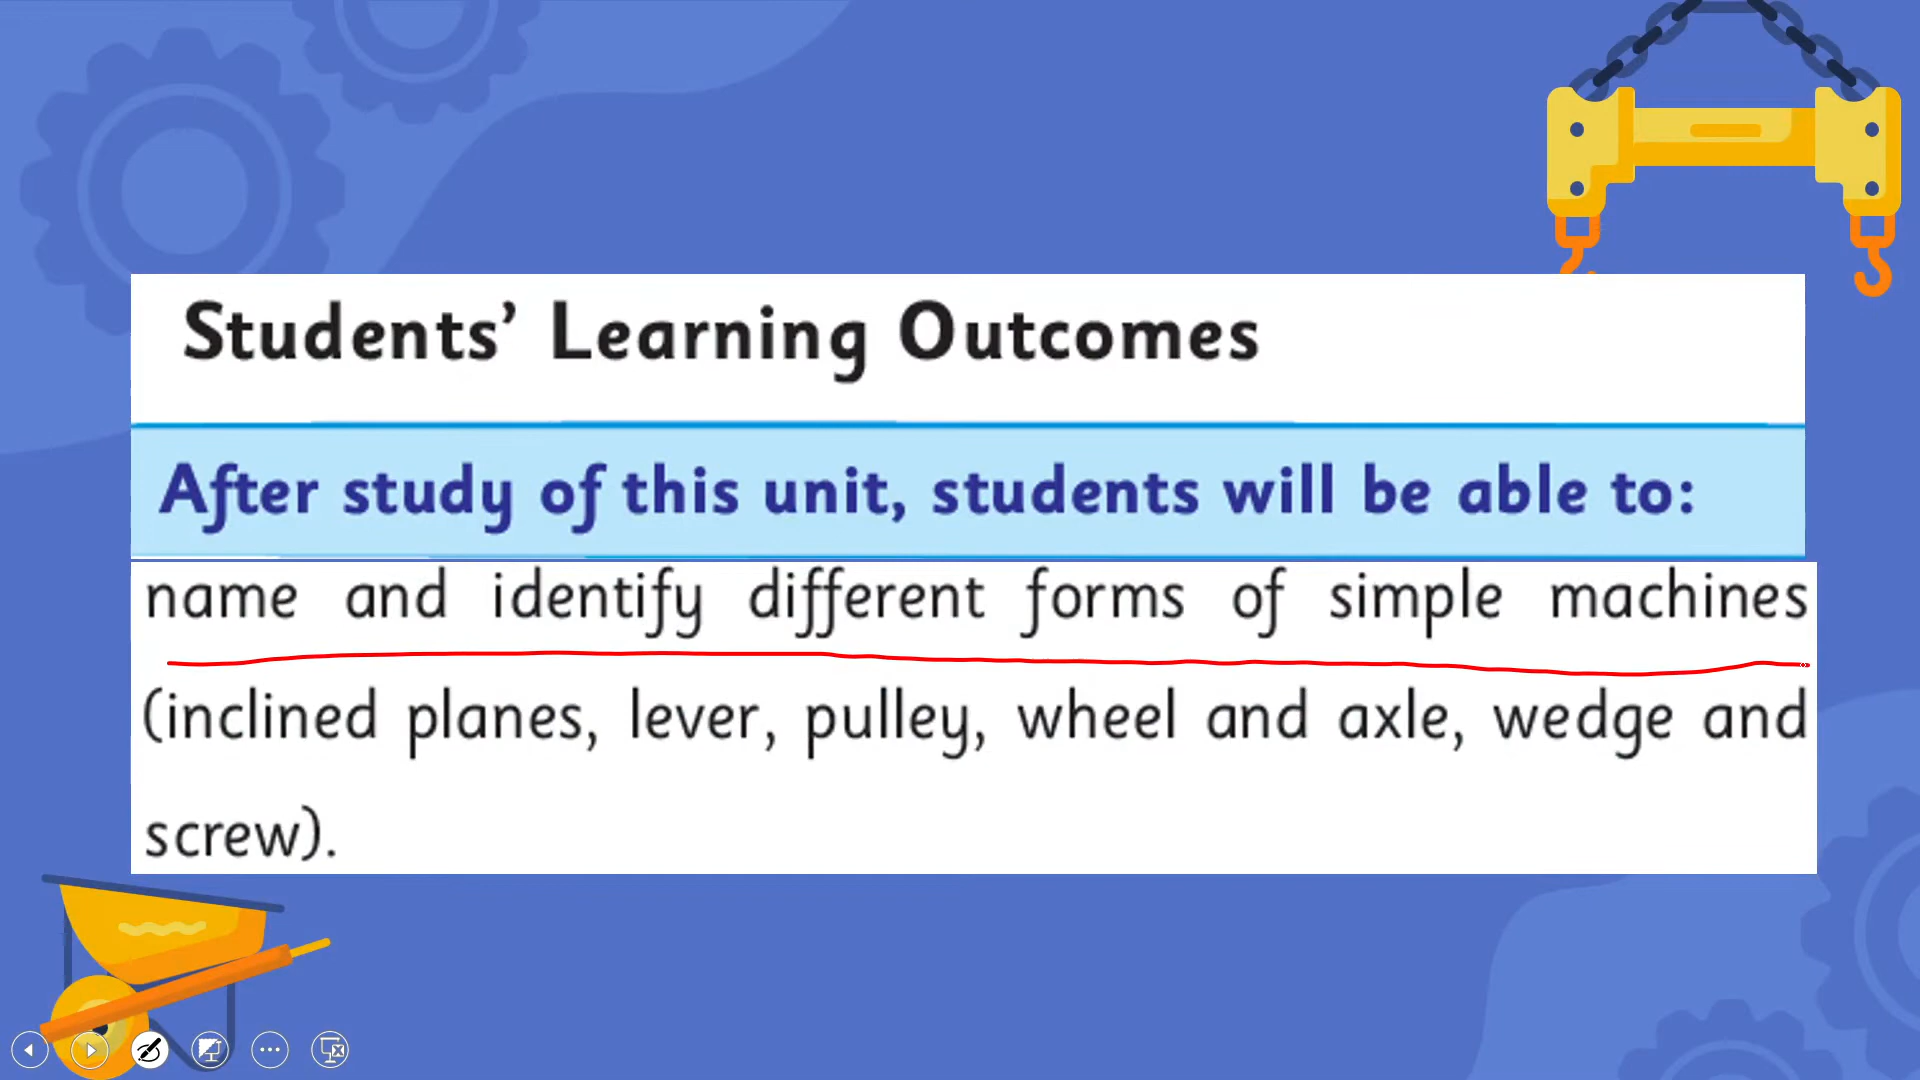 Students’ Learning Outcomes
After study of this unit, students will be able to:
name and identify different forms of simple machines
(inclined planes, lever, pulley, wheel and axle, wedge and
screw).